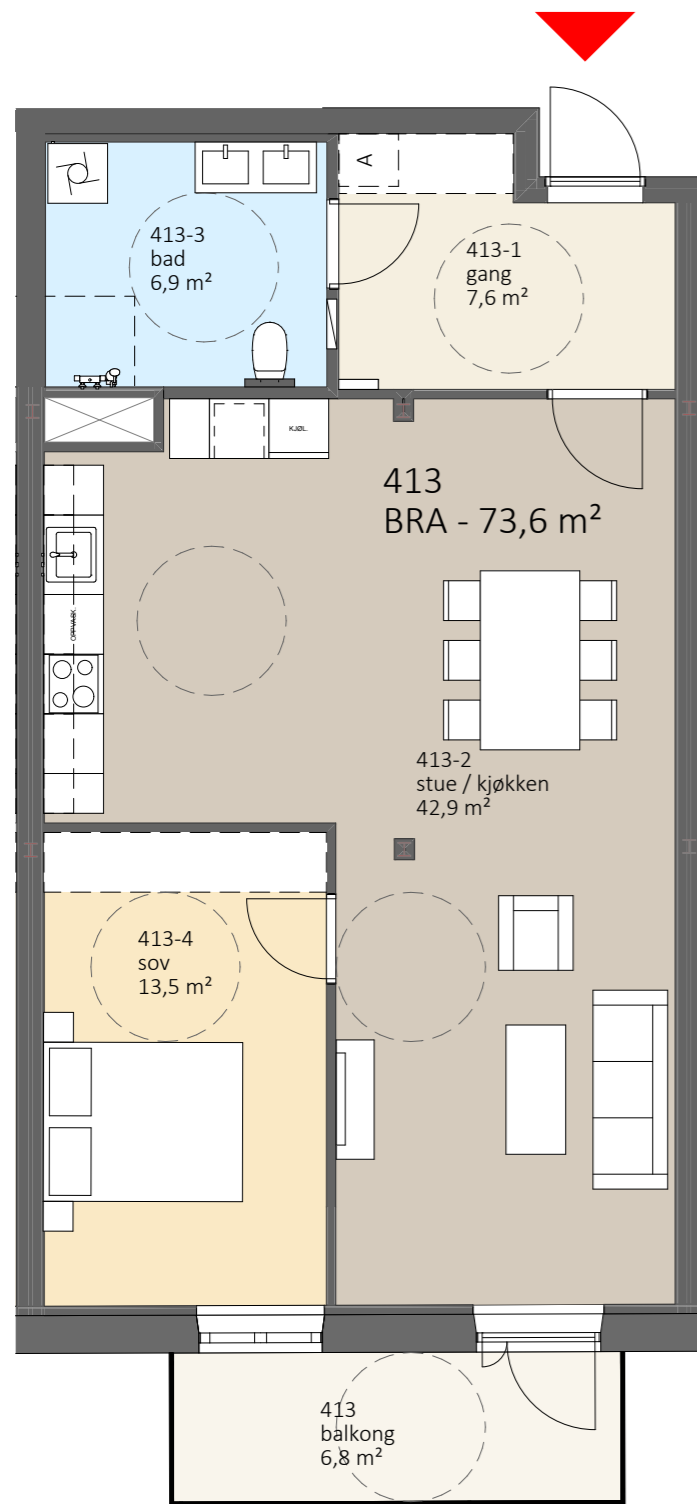 A
413-3
bad
6,9 m²
413-1
gang
7,6 m²
KJØL.
413
BRA - 73,6 m²
OPPVASK.
413-2
stue / kjøkken
42,9 m²
413-4
sov
13,5 m²
413
balkong
6,8 m²